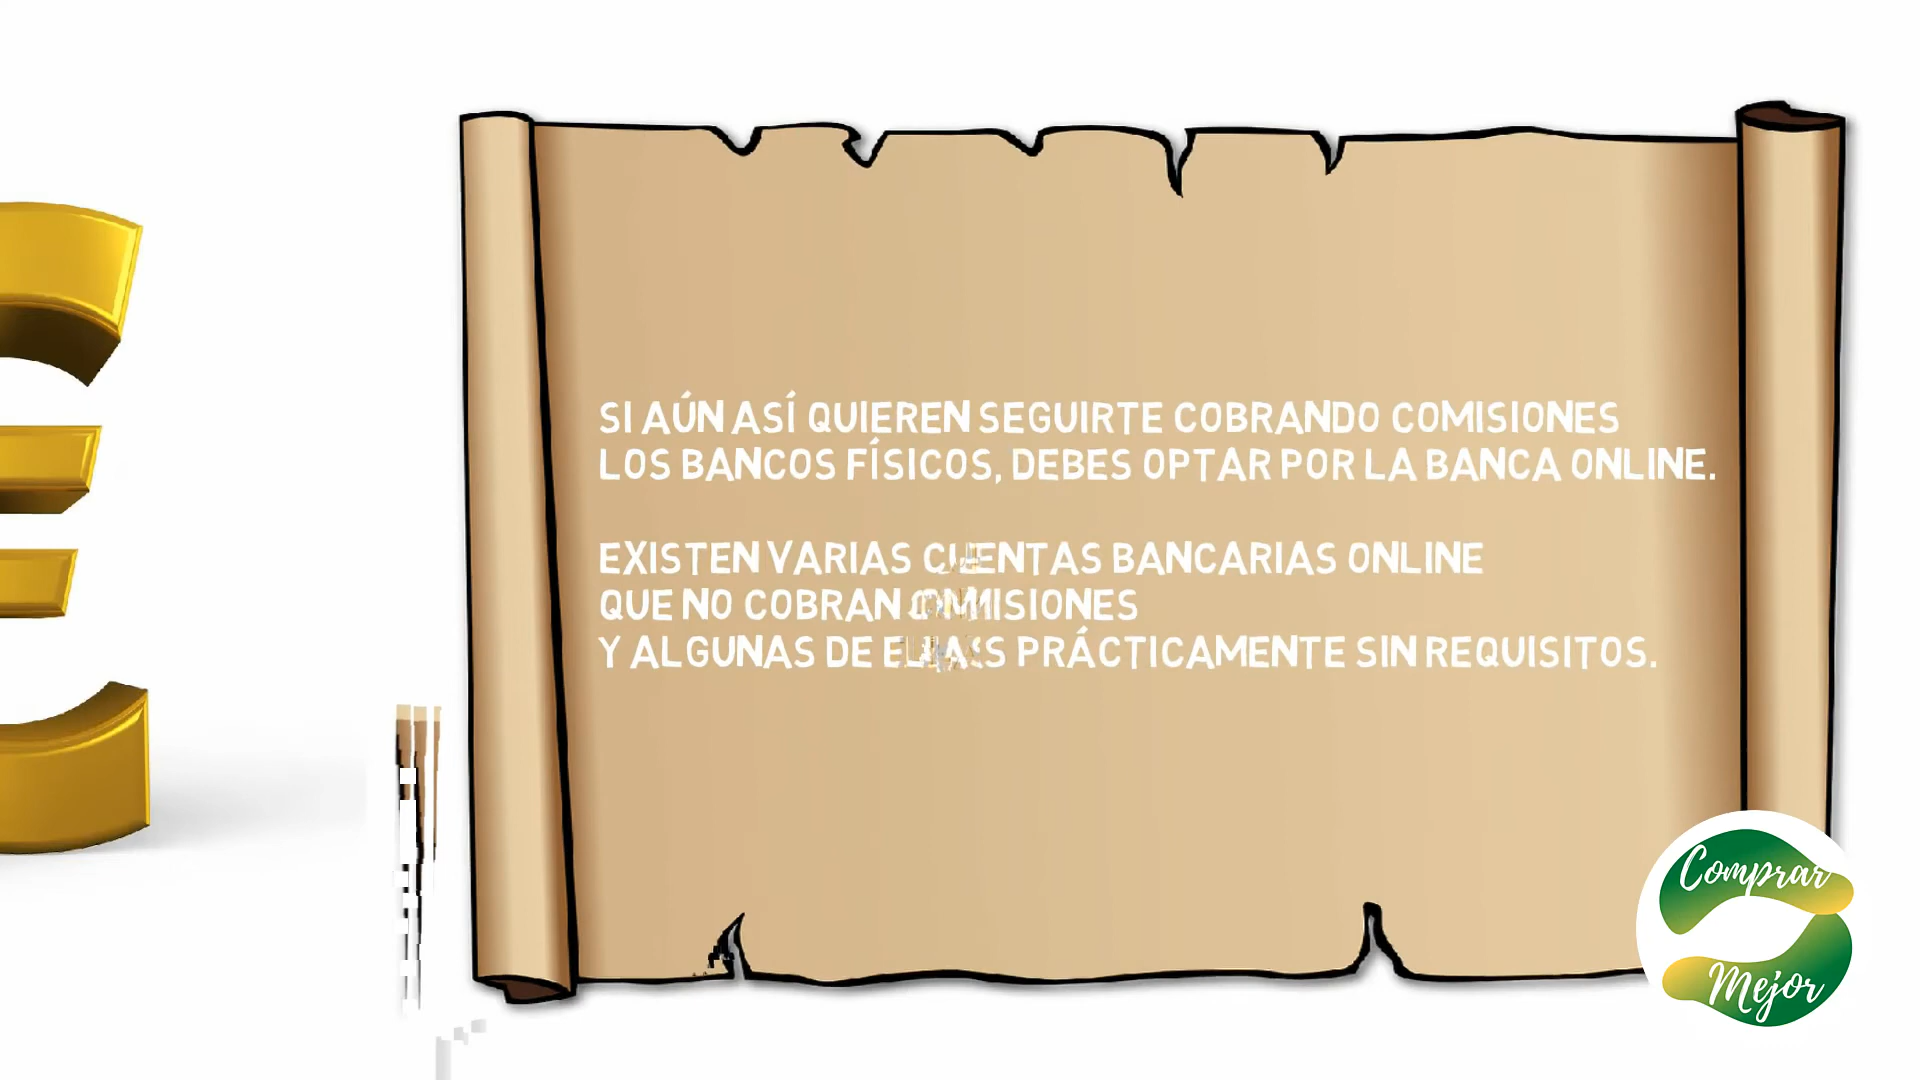 SI AÚN ASÍ QUIEREN SEGUIRTE COBRANDO COMISIONES
LOS BANCOS FÍSICOS, DEBES OPTAR POR LA BANCA ONLINE.
EXISTEN VARIAS CUENTAS BANCARIAS ONLINE
QUE NO COBRAN COMISIONES
Y ALGUNAS DE ELLAS PRÁCTICAMENTE SIN REQUISITOS.
Comprar
Mejor